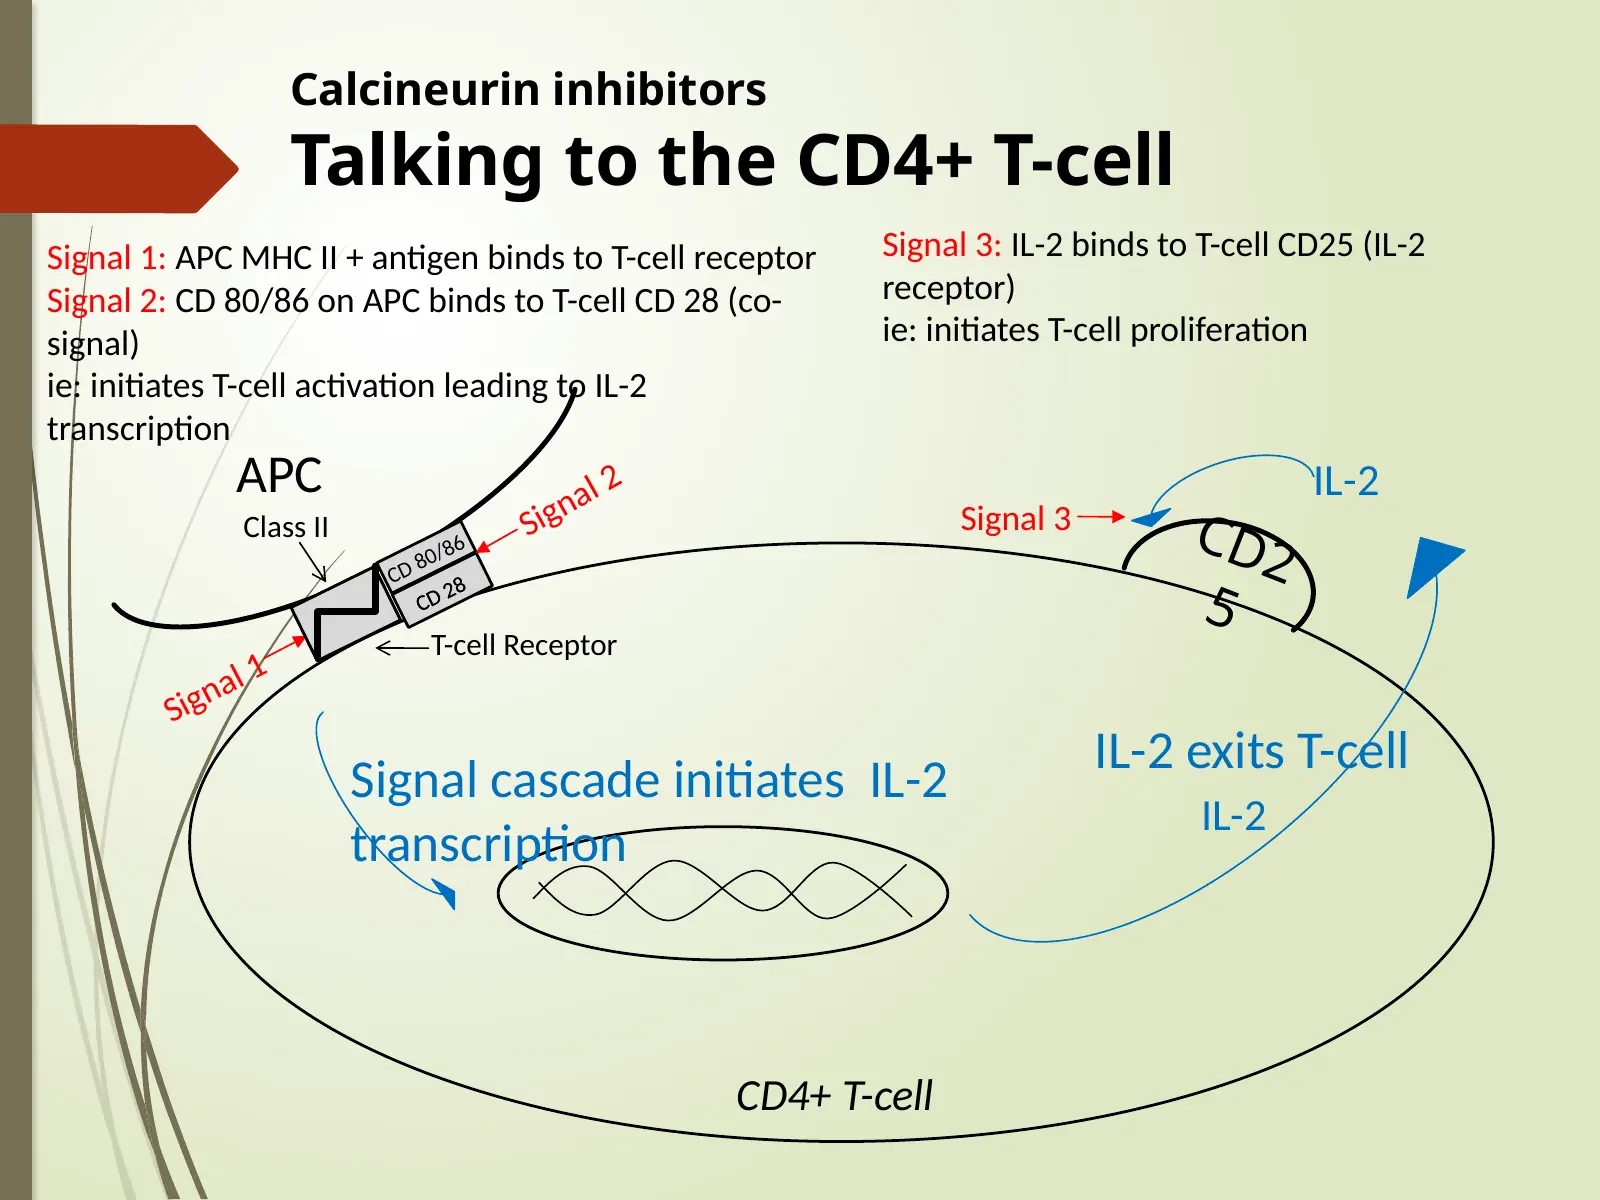 Calcineurin inhibitors
Talking to the CD4+ T-cell
Signal 1: APC MHC II + antigen binds to T-cell receptor
Signal 2: CD 80/86 on APC binds to T-cell CD 28 (co-
signal)
ie: initiates T-cell activation leading to IL-2
transcription
Signal 3: IL-2 binds to T-cell CD25 (IL-2
receptor)
ie: initiates T-cell proliferation
APC
Class II
Signal 2
CD 80/86
CD 28
T-cell Receptor
Signal 1
IL-2
Signal 3
CD2
5
Signal cascade initiates  IL-2
transcription
IL-2 exits T-cell
IL-2
CD4+ T-cell